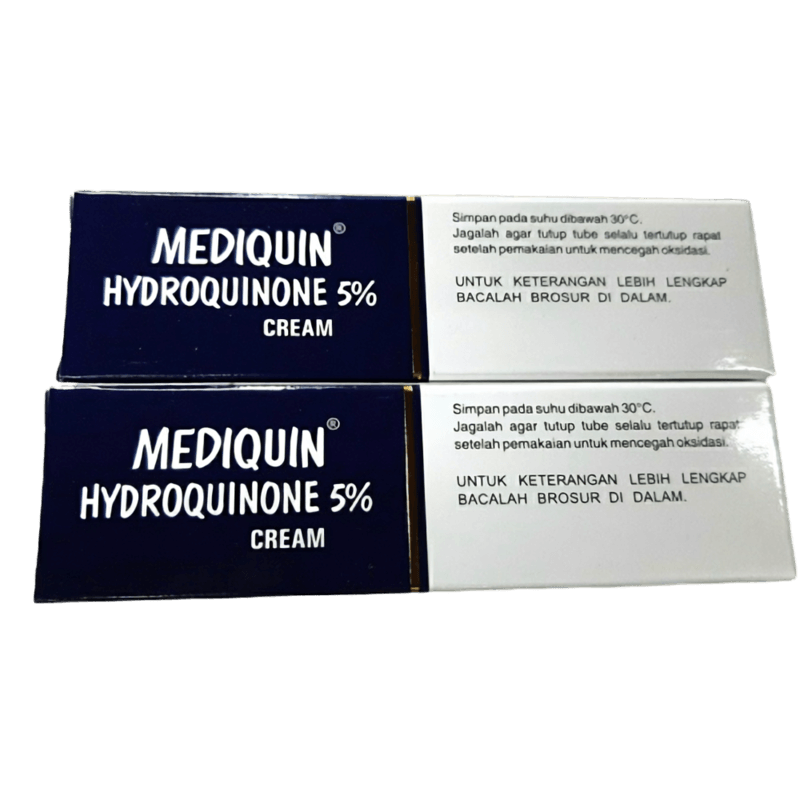 MEDIQUIN®
HYDROQUINONE 5%
CREAM
Simpan pada suhu dibawah 30°C.
Jagalah agar tutup tube selalu tertutup rapat
setelah pemakaian untuk mencegah oksidasi.
UNTUK KETERANGAN LEBIH LENGKAP
BACALAH BROSUR DI DALAM.
MEDIQUIN®
HYDROQUINONE 5%
CREAM
Simpan pada suhu dibawah 30°C.
Jagalah agar tutup tube selalu tertutup rapat
setelah pemakaian untuk mencegah oksidasi.
UNTUK KETERANGAN LEBIH LENGKAP
BACALAH BROSUR DI DALAM.